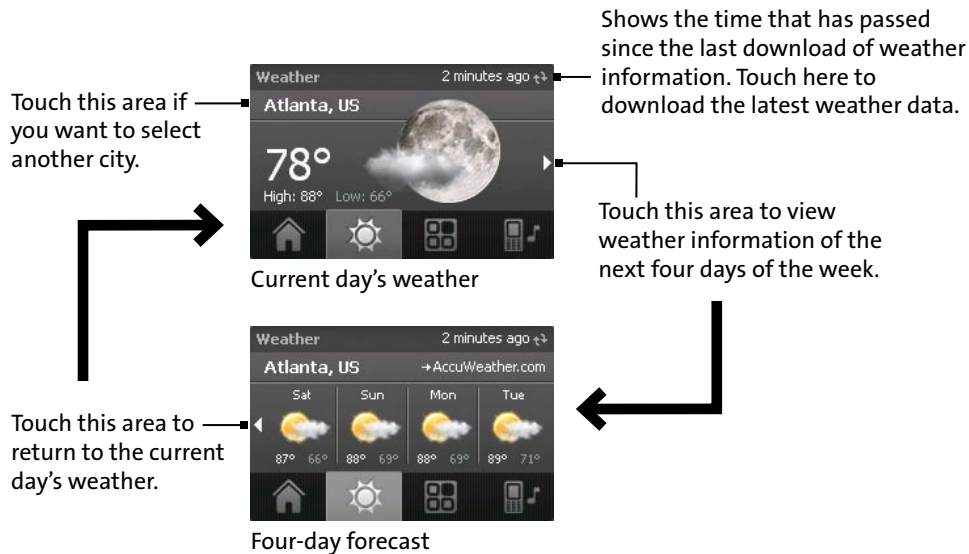 Shows the time that has passed
since the last download of weather
information. Touch here to
download the latest weather data.
Touch this area if
you want to select
another city.
Weather 2 minutes ago
Atlanta, US
78°
High: 88° Low: 66°
Current day's weather
Touch this area to view
weather information of the
next four days of the week.
Weather 2 minutes ago
Atlanta, US AccuWeather.com
Sat Sun Mon Tue
87° 66° 88° 69° 88° 69° 89° 71°
Touch this area to
return to the current
day's weather.
Four-day forecast